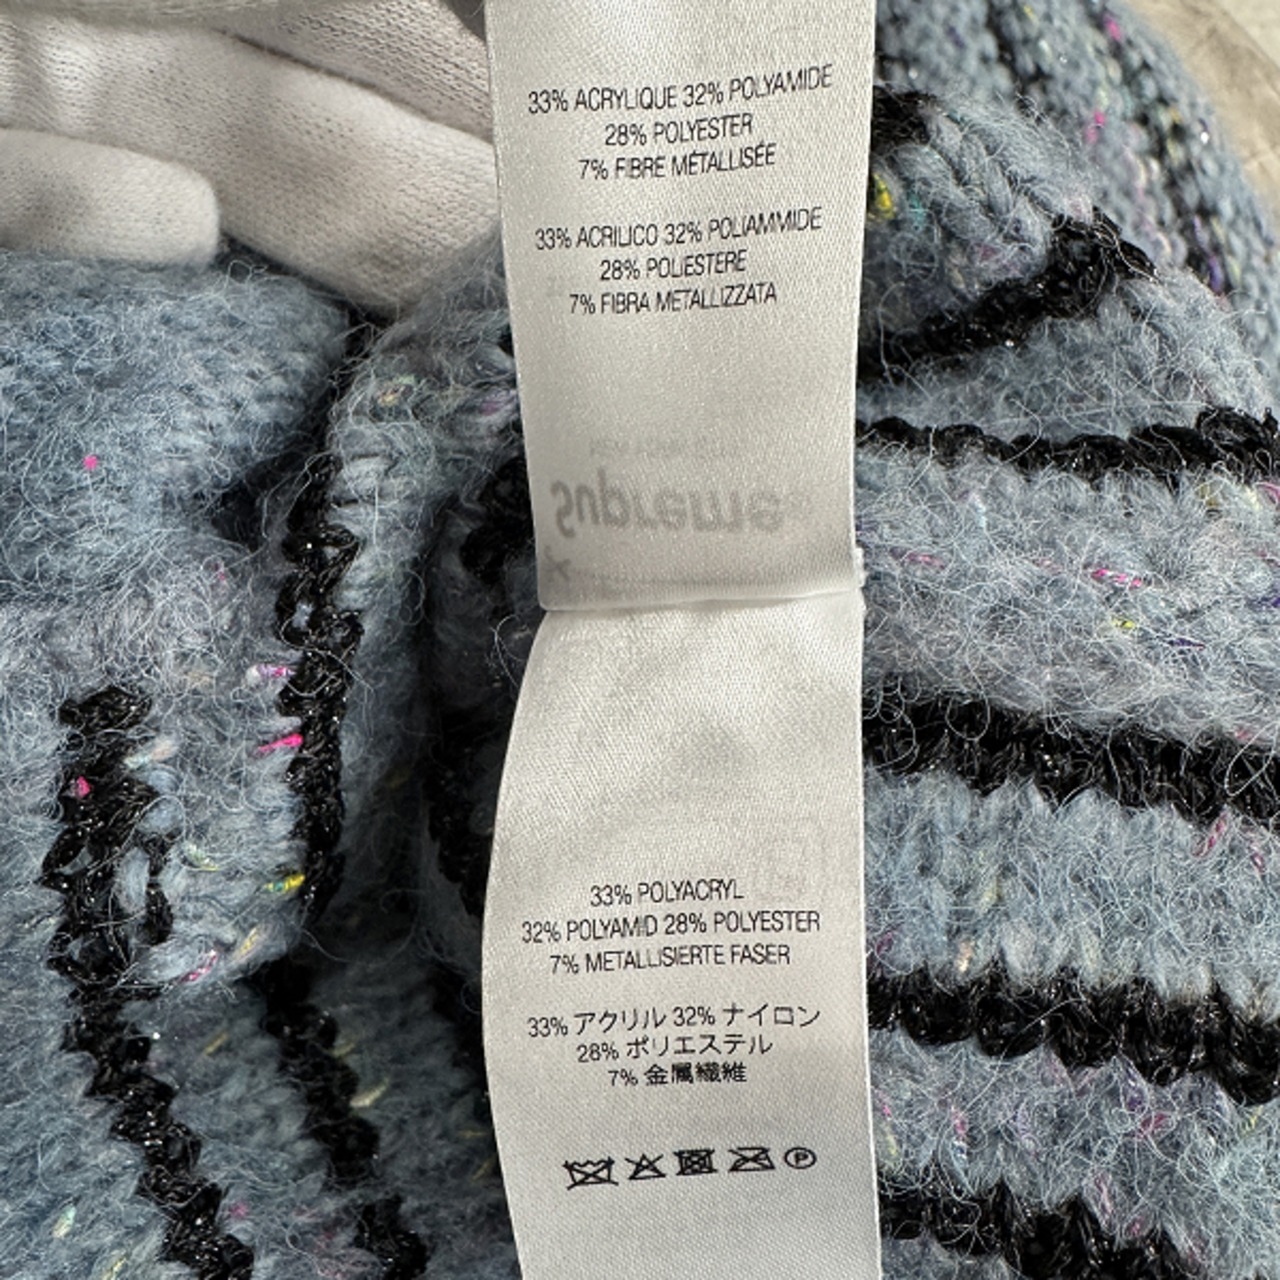 33% ACRYLIQUE 32% POLYAMIDE
28% POLYESTER
7% FIBRE MÉTALLISÉE
33% ACRILICO 32% POLIAMMIDE
28% POLIESTERE
7% FIBRA METALLIZZATA
Supreme
33% POLYACRYL
32% POLYAMID 28% POLYESTER
7% METALLISIERTE FASER
33% アクリル 32% ナイロン
28% ポリエステル
7% 金属繊維
P